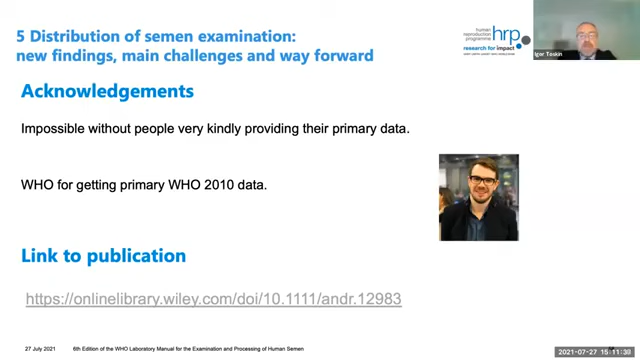 5 Distribution of semen examination:
new findings, main challenges and way forward
human
reproduction
programme
hrp
research for impact
Igor Toskin
Acknowledgements
Impossible without people very kindly providing their primary data.
WHO for getting primary WHO 2010 data.
Link to publication
https://onlinelibrary.wiley.com/doi/10.1111/andr.12983
27 July 2021 6th Edition of the WHO Laboratory Manual for the Examination and Processing of Human Semen
2021-07-27 15:11:38